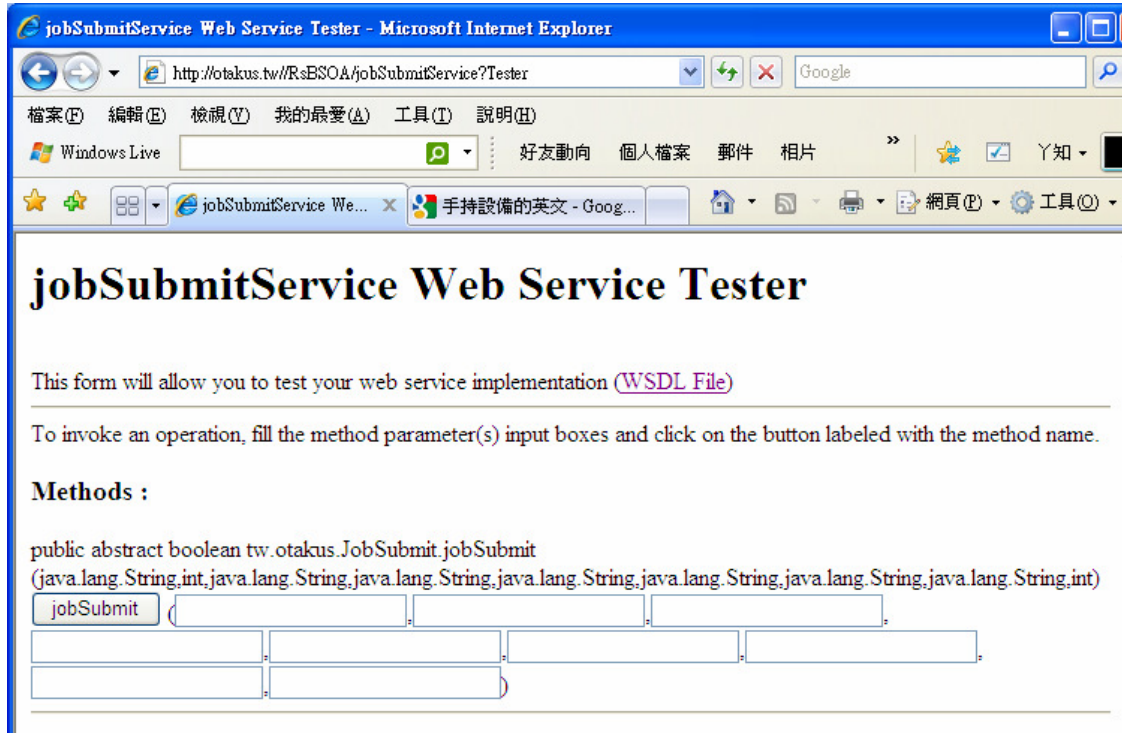 jobSubmitService Web Service Tester - Microsoft Internet Explorer
http://otakus.tw//RsBSOA/jobSubmitService?Tester
Google
檔案(F) 編輯(E) 檢視(V) 我的最愛(A) 工具(T) 說明(H)
Windows Live 好友動向 個人檔案 郵件 相片 » ㄚ知
jobSubmitService We... 手持設備的英文 - Goog... 網頁(P) 工具(O)
jobSubmitService Web Service Tester
This form will allow you to test your web service implementation (WSDL File)
To invoke an operation, fill the method parameter(s) input boxes and click on the button labeled with the method name.
Methods :
public abstract boolean tw.otakus.JobSubmit.jobSubmit
(java.lang.String,int,java.lang.String,java.lang.String,java.lang.String,java.lang.String,java.lang.String,java.lang.String,int)
jobSubmit ( , , ,
, , , ,
, )